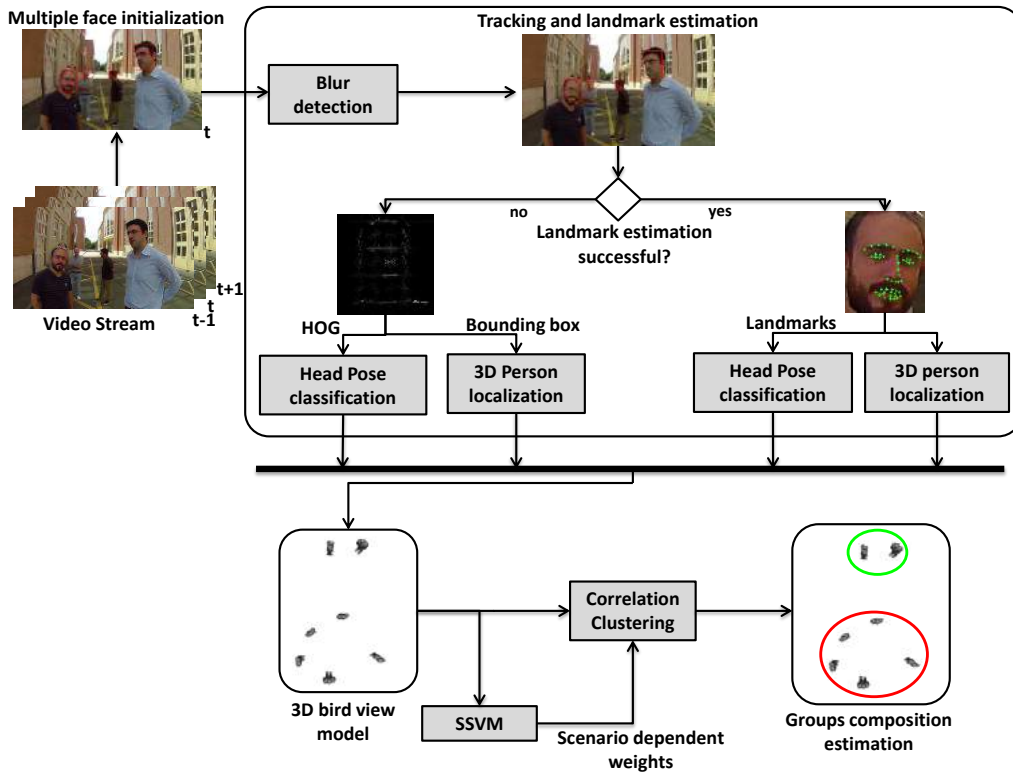 Multiple face initialization
Tracking and landmark estimation
Blur
detection
t
no
yes
Landmark estimation
successful?
t+1
t
t-1
Video Stream
HOG
Bounding box
Landmarks
Head Pose
classification
3D Person
localization
Head Pose
classification
3D person
localization
Correlation
Clustering
3D bird view
model
SSVM
Scenario dependent
weights
Groups composition
estimation